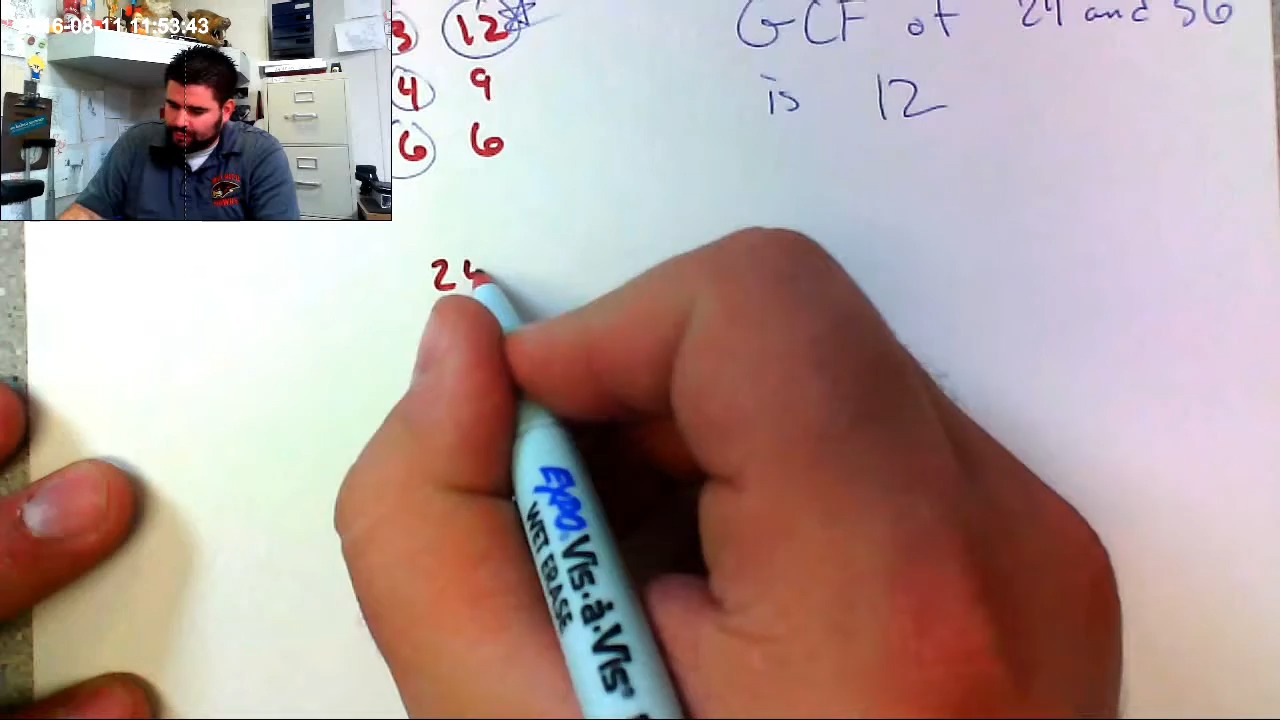 16-08-11 11:53:43
3 12*
GCF of 24 and 36
4 9
is 12
6 6
24
EXPO Vis·à·Vis®
WET ERASE